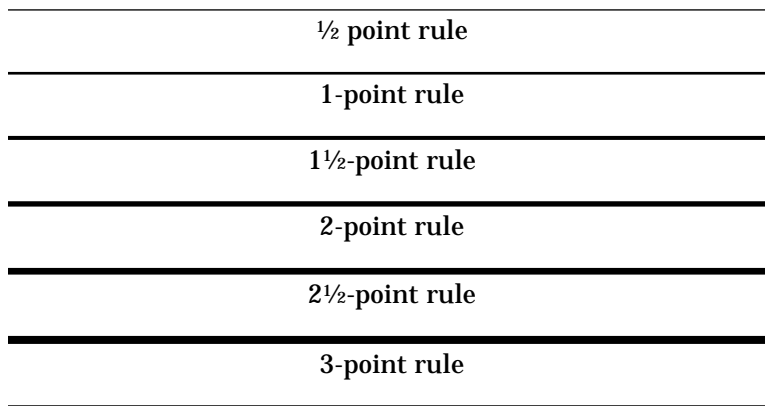 ½ point rule
1-point rule
1½-point rule
2-point rule
2½-point rule
3-point rule